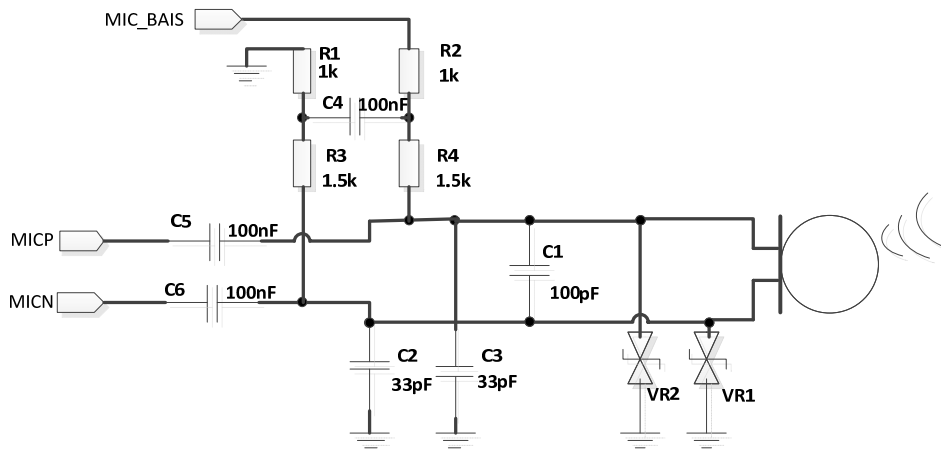 MIC_BAIS
R1
1k
R2
1k
C4
100nF
R3
1.5k
R4
1.5k
C5
100nF
MICP
C6
100nF
MICN
C1
100pF
C2
33pF
C3
33pF
VR2
VR1